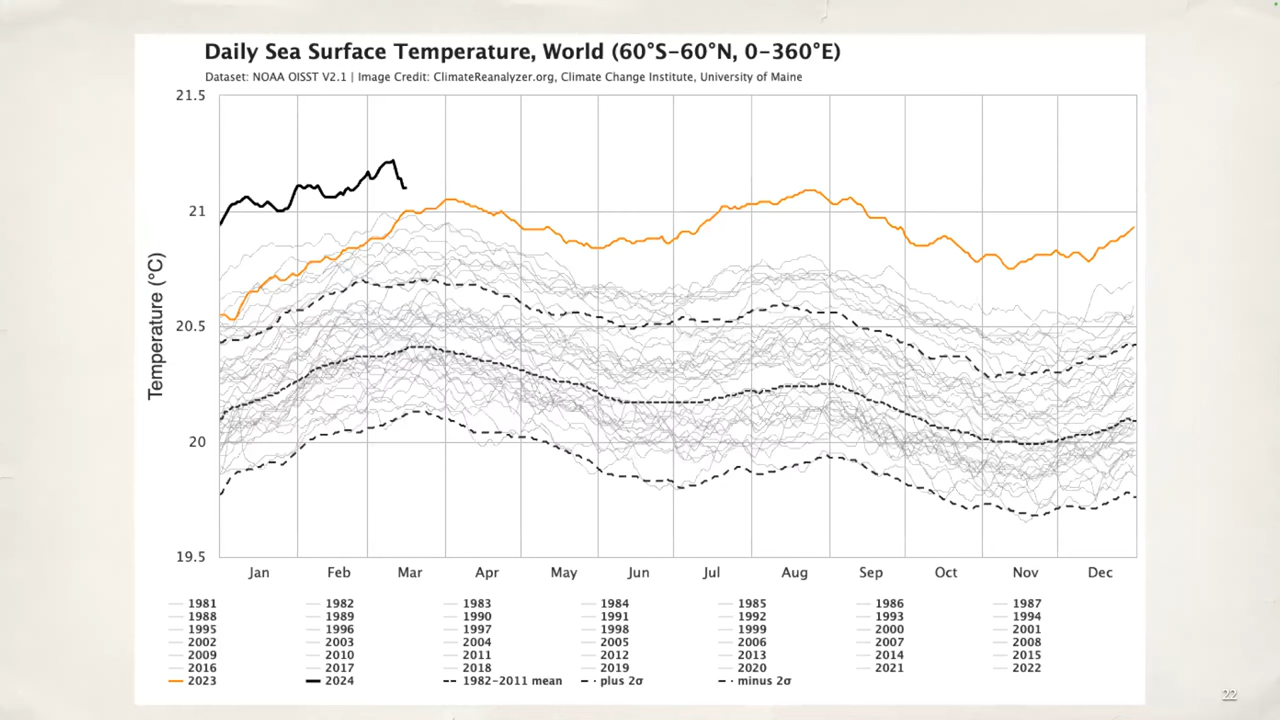 Daily Sea Surface Temperature, World (60°S–60°N, 0–360°E)
Dataset: NOAA OISST V2.1 | Image Credit: ClimateReanalyzer.org, Climate Change Institute, University of Maine
21.5
21
20.5
20
19.5
Temperature (°C)
Jan Feb Mar Apr May Jun Jul Aug Sep Oct Nov Dec
1981 1982 1983 1984 1985 1986 1987
1988 1989 1990 1991 1992 1993 1994
1995 1996 1997 1998 1999 2000 2001
2002 2003 2004 2005 2006 2007 2008
2009 2010 2011 2012 2013 2014 2015
2016 2017 2018 2019 2020 2021 2022
2023 2024 1982–2011 mean plus 2σ minus 2σ
22